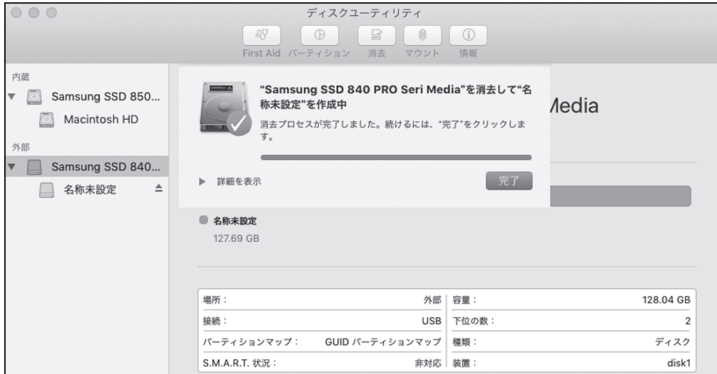 ディスクユーティリティ
First Aid パーティション 消去 マウント 情報
内蔵
Samsung SSD 850...
Macintosh HD
外部
Samsung SSD 840...
名称未設定
"Samsung SSD 840 PRO Seri Media"を消去して"名
称未設定"を作成中
消去プロセスが完了しました。続けるには、"完了"をクリックしま
す。
詳細を表示
完了
Media
名称未設定
127.69 GB
場所: 外部
容量: 128.04 GB
接続: USB
下位の数: 2
パーティションマップ: GUID パーティションマップ
種類: ディスク
S.M.A.R.T. 状況: 非対応
装置: disk1